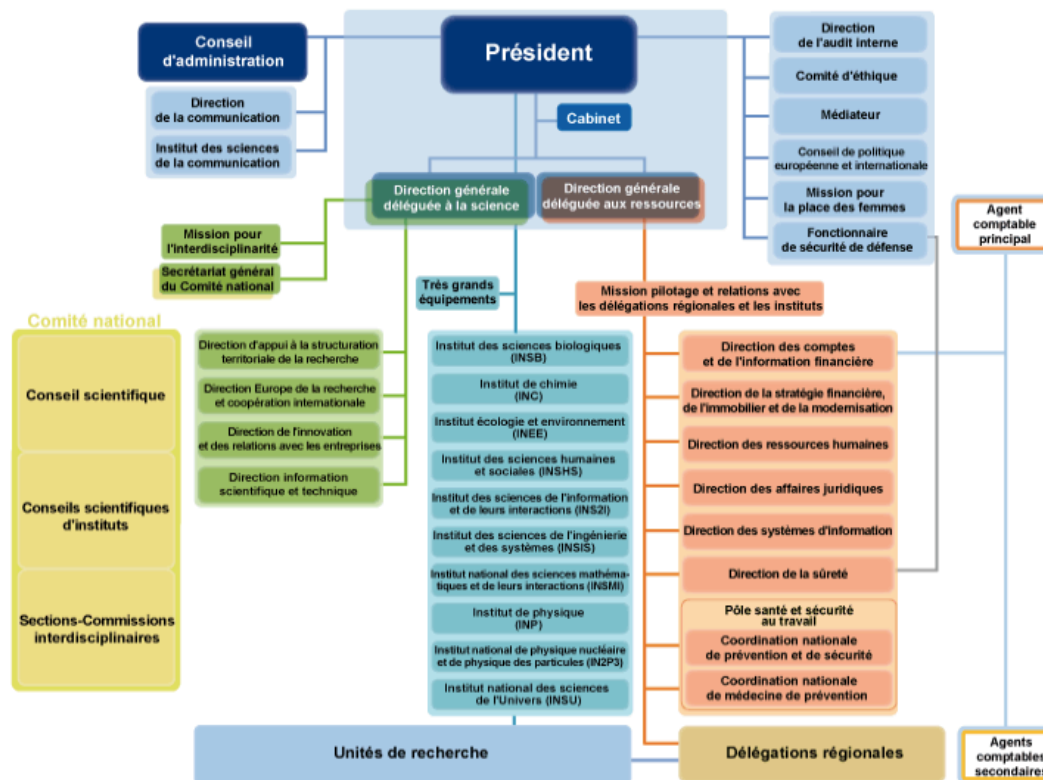 Conseil
d'administration
Président
Direction
de l'audit interne
Comité d'éthique
Médiateur
Conseil de politique
européenne et internationale
Mission pour
la place des femmes
Fonctionnaire
de sécurité de défense
Direction
de la communication
Institut des sciences
de la communication
Cabinet
Direction générale
déléguée à la science
Direction générale
déléguée aux ressources
Agent
comptable
principal
Mission pour
l'interdisciplinarité
Secrétariat général
du Comité national
Trés grands
équipements
Mission pilotage et relations avec
les délégations régionales et les instituts
Comité national
Conseil scientifique
Conseils scientifiques
d'instituts
Sections-Commissions
interdisciplinaires
Direction d'appui à la structuration
territoriale de la recherche
Direction Europe de la recherche
et coopération internationale
Direction de l'innovation
et des relations avec les entreprises
Direction information
scientifique et technique
Institut des sciences biologiques
(INSB)
Institut de chimie
(INC)
Institut écologie et environnement
(INEE)
Institut des sciences humaines
et sociales (INSHS)
Institut des sciences de l'information
et de leurs interactions (INS2I)
Institut des sciences de l'ingénierie
et des systèmes (INSIS)
Institut national des sciences mathéma-
tiques et de leurs interactions (INSMI)
Institut de physique
(INP)
Institut national de physique nucléaire
et de physique des particules (IN2P3)
Institut national des sciences
de l'Univers (INSU)
Direction des comptes
et de l'information financière
Direction de la stratégie financière,
de l'immobilier et de la modernisation
Direction des ressources humaines
Direction des affaires juridiques
Direction des systèmes d'information
Direction de la sûreté
Pôle santé et sécurité
au travail
Coordination nationale
de prévention et de sécurité
Coordination nationale
de médecine de prévention
Unités de recherche
Délégations régionales
Agents
comptables
secondaires